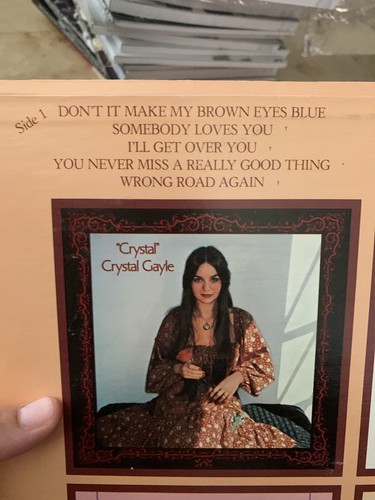 Side 1
DON'T IT MAKE MY BROWN EYES BLUE
SOMEBODY LOVES YOU
I'LL GET OVER YOU
YOU NEVER MISS A REALLY GOOD THING
WRONG ROAD AGAIN
"Crystal"
Crystal Gayle